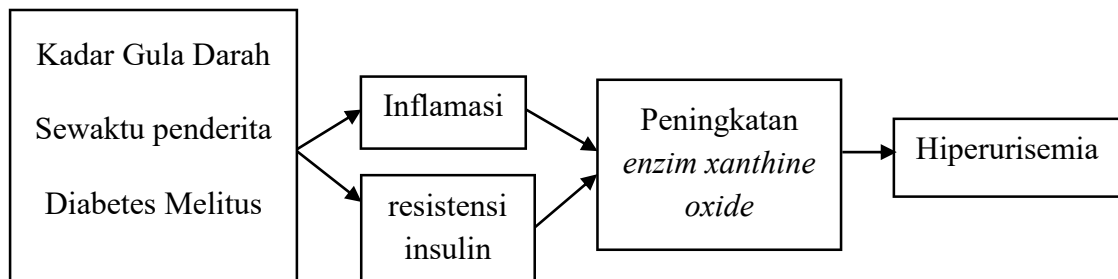 Kadar Gula Darah
Sewaktu penderita
Diabetes Melitus
Inflamasi
resistensi
insulin
Peningkatan
enzim xanthine
oxide
Hiperurisemia